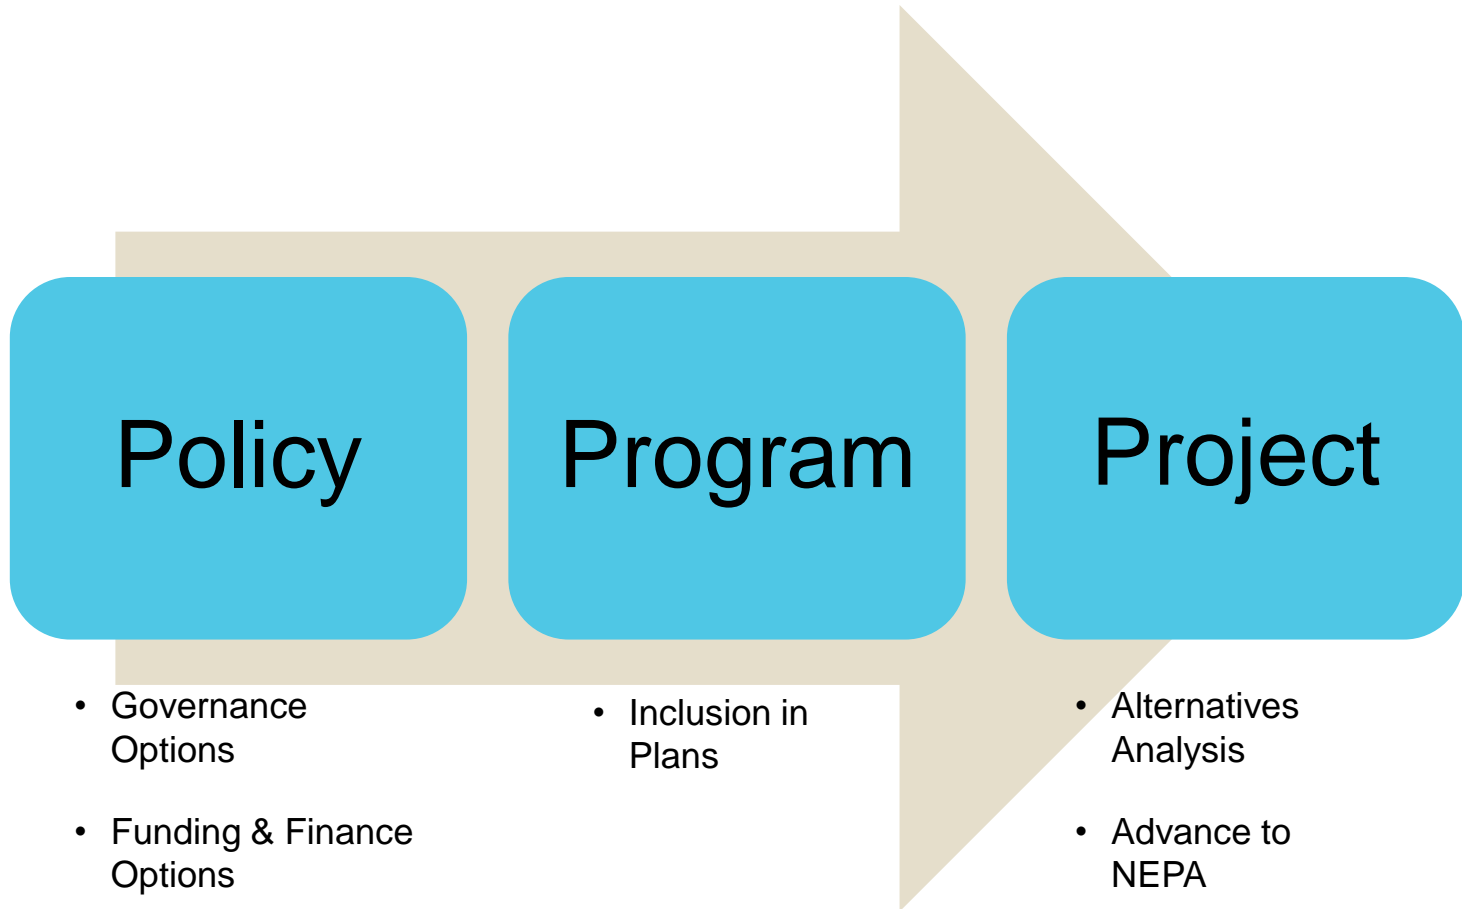 Policy
Program
Project
• Governance
Options
• Funding & Finance
Options
• Inclusion in
Plans
• Alternatives
Analysis
• Advance to
NEPA